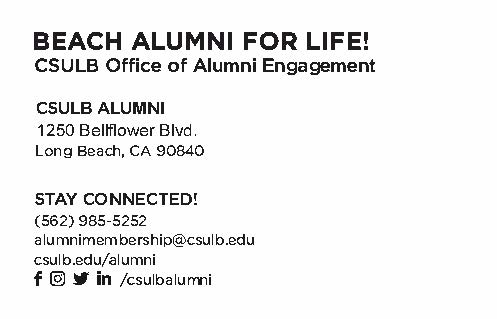 BEACH ALUMNI FOR LIFE!
CSULB Office of Alumni Engagement
CSULB ALUMNI
1250 Bellflower Blvd.
Long Beach, CA 90840
STAY CONNECTED!
(562) 985-5252
alumnimembership@csulb.edu
csulb.edu/alumni
/csulbalumni